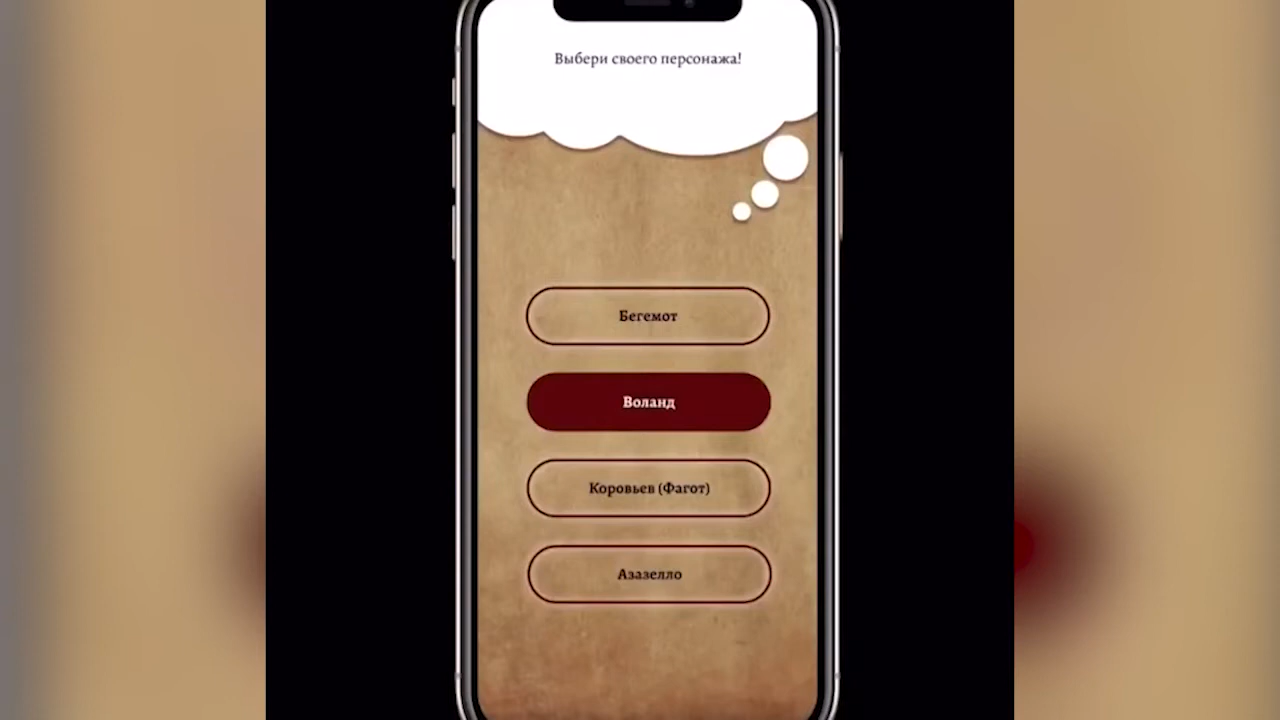 Выбери своего персонажа!
Бегемот
Воланд
Коровьев (Фагот)
Азазелло